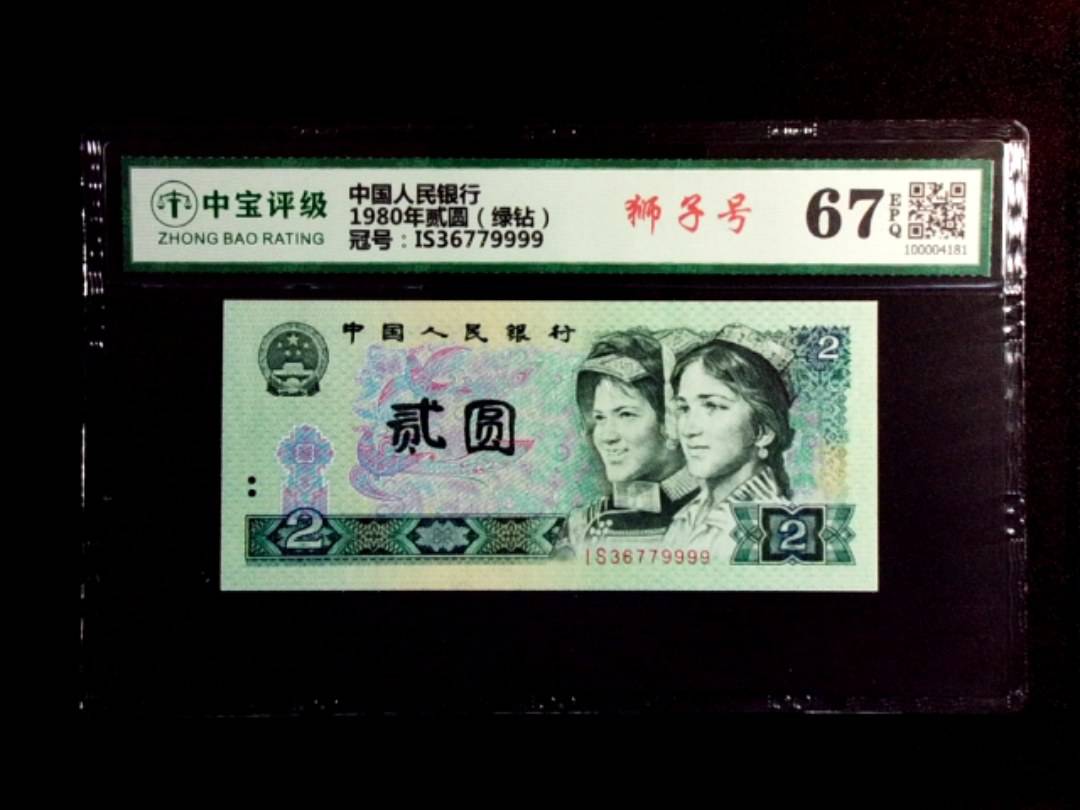 中宝评级
ZHONG BAO RATING
中国人民银行
1980年贰圆（绿钻）
冠号：IS36779999
狮子号
67
EPQ
100004181
中国人民银行
2
贰圆
2
IS36779999
2